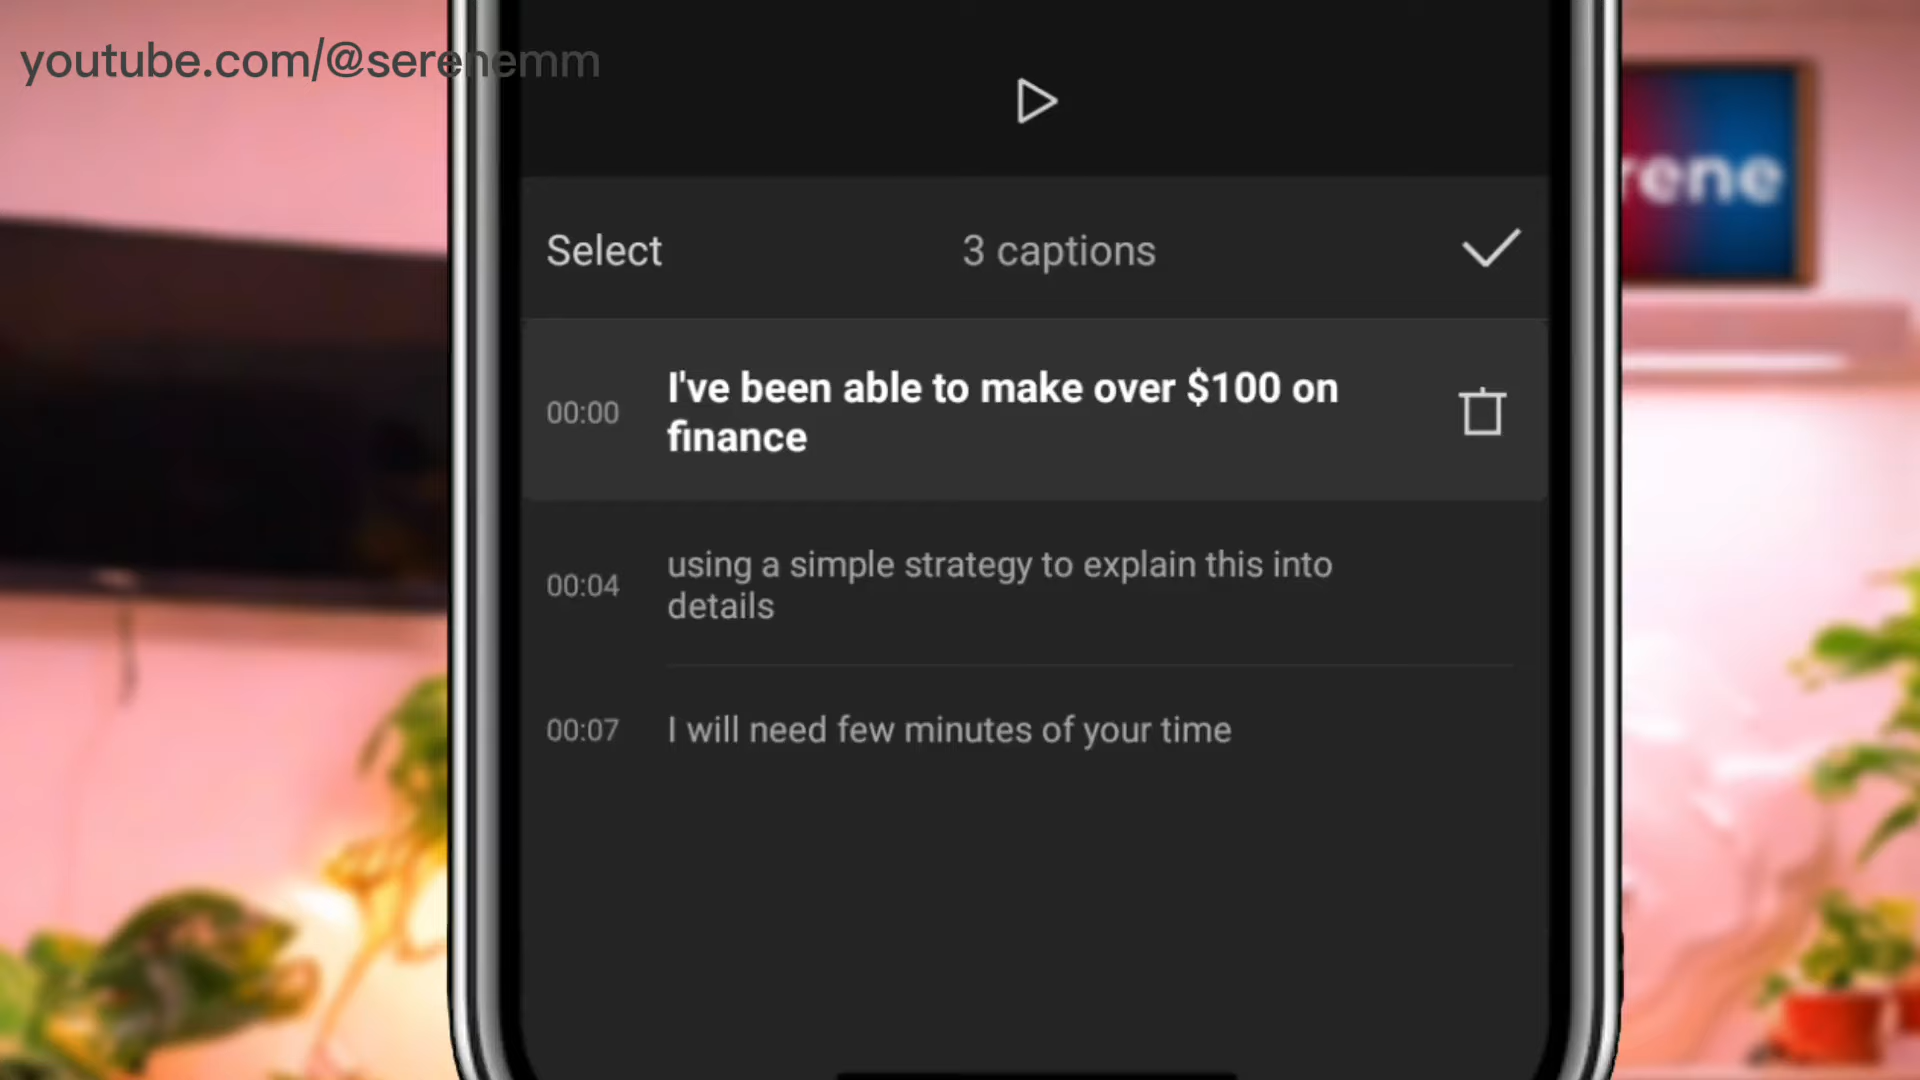 youtube.com/@serenemm
rene
Select
3 captions
00:00
I've been able to make over $100 on
finance
00:04
using a simple strategy to explain this into
details
00:07
I will need few minutes of your time